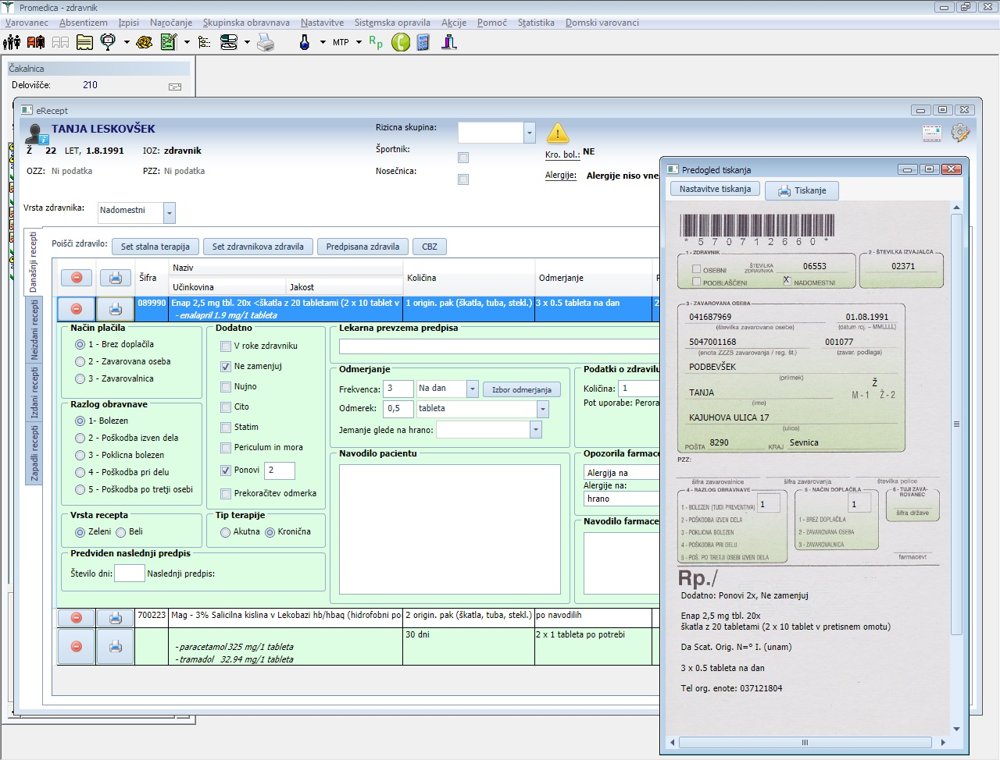 Promedica - zdravnik
Varovanec Absentizem Izpisi Naročanje Skupinska obravnava Nastavitve Sistemska opravila Akcije Pomoč Statistika Domski varovanci
MTP Rp
Čakalnica
Delovišče: 210
eRecept
TANJA LESKOVŠEK
Ž 22 LET, 1.8.1991 IOZ: zdravnik
OZZ: Ni podatka PZZ: Ni podatka
Rizicna skupina:
Športnik:
Nosečnica:
Kro. bol.: NE
Alergije: Alergije niso vne
Vrsta zdravnika: Nadomestni
Današnji recepti
Neizdani recepti
Izdani recepti
Zapadli recepti
Poišči zdravilo: Set stalna terapija Set zdravnikova zdravila Predpisana zdravila CBZ
Šifra Naziv Količina Odmerjanje
Učinkovina Jakost
089990 Enap 2,5 mg tbl. 20x <škatla z 20 tabletami (2 x 10 tablet v 1 origin. pak (škatla, tuba, stekl.) 3 x 0.5 tableta na dan 2
- enalapril 1.9 mg/1 tableta
Način plačila
1 - Brez doplačila
2 - Zavarovana oseba
3 - Zavarovalnica
Razlog obravnave
1- Bolezen
2 - Poškodba izven dela
3 - Poklicna bolezen
4 - Poškodba pri delu
5 - Poškodba po tretji osebi
Vrsta recepta
Zeleni Beli
Predviden naslednji predpis
Število dni: Naslednji predpis:
Dodatno
V roke zdravniku
Ne zamenjuj
Nujno
Cito
Statim
Periculum in mora
Ponovi 2
Prekoračitev odmerka
Tip terapije
Akutna Kronična
Lekarna prevzema predpisa
Odmerjanje
Frekvenca: 3 Na dan Izbor odmerjanja
Odmerek: 0,5 tableta
Jemanje glede na hrano:
Navodilo pacientu
Podatki o zdravilu
Količina: 1
Pot uporabe: Perora
Opozorila farmace
Alergija na
Alergije na:
hrano
Navodilo farmace
700223 Mag - 3% Salicilna kislina v Lekobazi hb/hbaq (hidrofobni po 2 origin. pak (škatla, tuba, stekl.) po navodilih
30 dni 2 x 1 tableta po potrebi
- paracetamol 325 mg/1 tableta
- tramadol 32.94 mg/1 tableta
Predogled tiskanja
Nastavitve tiskanja Tiskanje
* 5 7 0 7 1 2 6 6 0 *
1 - ZDRAVNIK
2 - ŠTEVILKA IZVAJALCA
OSEBNI ŠTEVILKA ZDRAVNIKA 06553 02371
POOBLAŠČENI X NADOMESTNI
3 - ZAVAROVANA OSEBA
041687969 01.08.1991
(številka zavarovane osebe) (datum roj. - MMLLLL)
5047001168 001077
(enota ZZZS zavarovanja / reg. št.) (zavar. podlaga)
PODBEVŠEK
(priimek)
Ž
TANJA M - 1 Ž - 2
(ime)
KAJUHOVA ULICA 17
(ulica)
POŠTA 8290 KRAJ Sevnica
PZZ:
šifra zavarovalnice šifra zavarovanja številka police
4 - RAZLOG OBRAVNAVE
1 - BOLEZEN (TUDI PREVENTIVA) 1
2 - POŠKODBA IZVEN DELA
3 - POKLICNA BOLEZEN
4 - POŠKODBA PRI DELU
5 - POŠ. PO TRETJI OSEBI IZVEN DELA
5 - NAČIN DOPLAČILA
1
1 - BREZ DOPLAČILA
2 - ZAVAROVANA OSEBA
3 - ZAVAROVALNICA
6 - TUJI ZAVA-
ROVANEC
šifra države
farmacevt
Rp./
Dodatno: Ponovi 2x, Ne zamenjuj
Enap 2,5 mg tbl. 20x
škatla z 20 tabletami (2 x 10 tablet v pretisnem omotu)
Da Scat. Orig. N=° I. (unam)
3 x 0.5 tableta na dan
Tel org. enote: 037121804